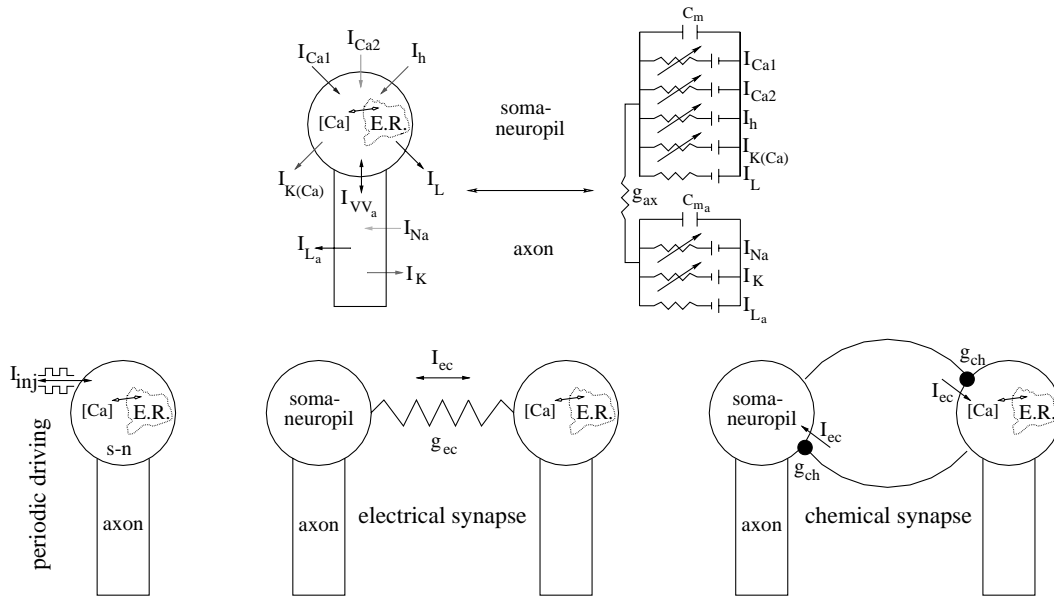 I_Ca1
I_Ca2
I_h
[Ca]
E.R.
I_K(Ca)
I_L
I_VV_a
I_Na
I_L_a
I_K
soma-
neuropil
axon
C_m
I_Ca1
I_Ca2
I_h
I_K(Ca)
I_L
g_ax
C_m_a
I_Na
I_K
I_L_a
I_inj
[Ca]
E.R.
s-n
axon
periodic driving
soma-
neuropil
axon
I_ec
g_ec
[Ca]
E.R.
electrical synapse
soma-
neuropil
axon
I_ec
g_ch
g_ch
I_ec
[Ca]
E.R.
chemical synapse